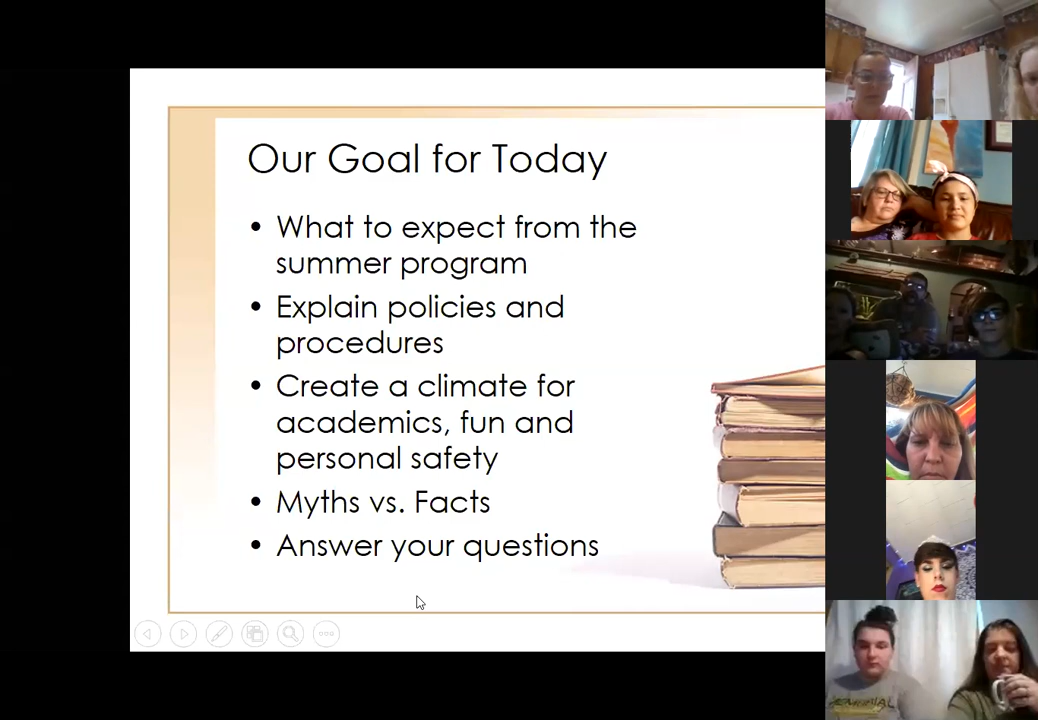 Our Goal for Today
• What to expect from the
summer program
• Explain policies and
procedures
• Create a climate for
academics, fun and
personal safety
• Myths vs. Facts
• Answer your questions